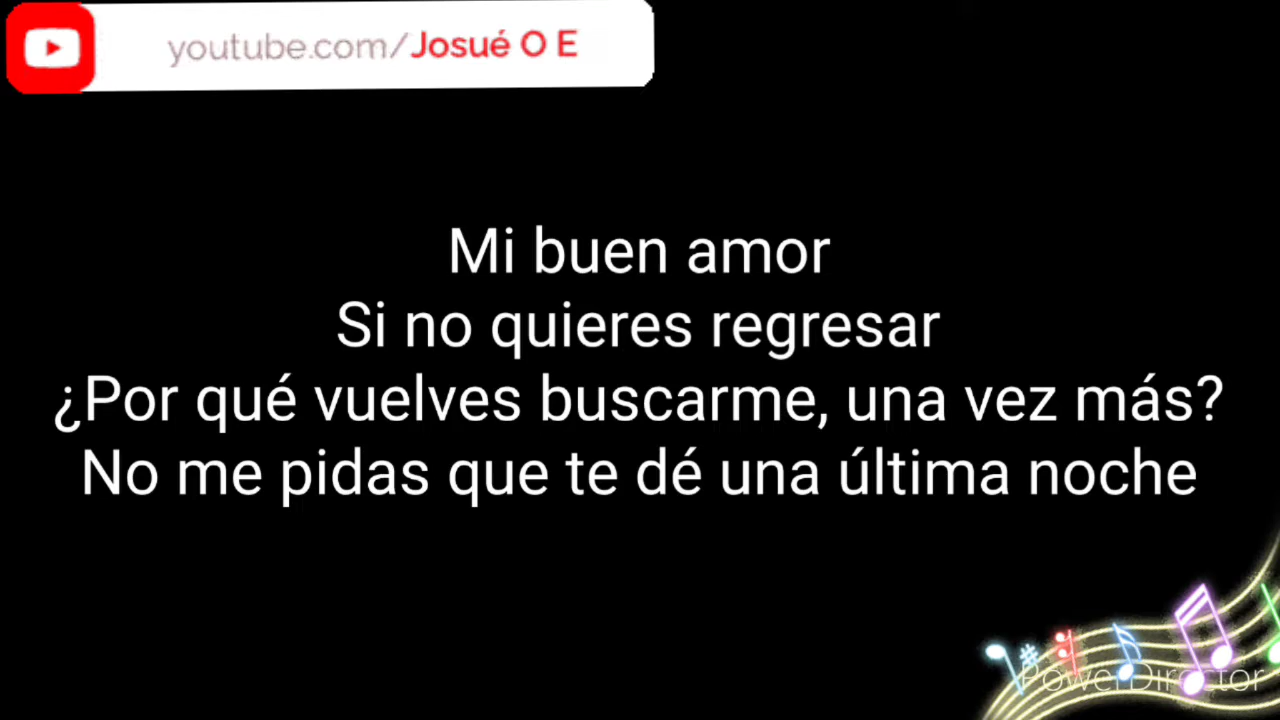 youtube.com/Josué O E
Mi buen amor
Si no quieres regresar
¿Por qué vuelves buscarme, una vez más?
No me pidas que te dé una última noche
PowerDirector